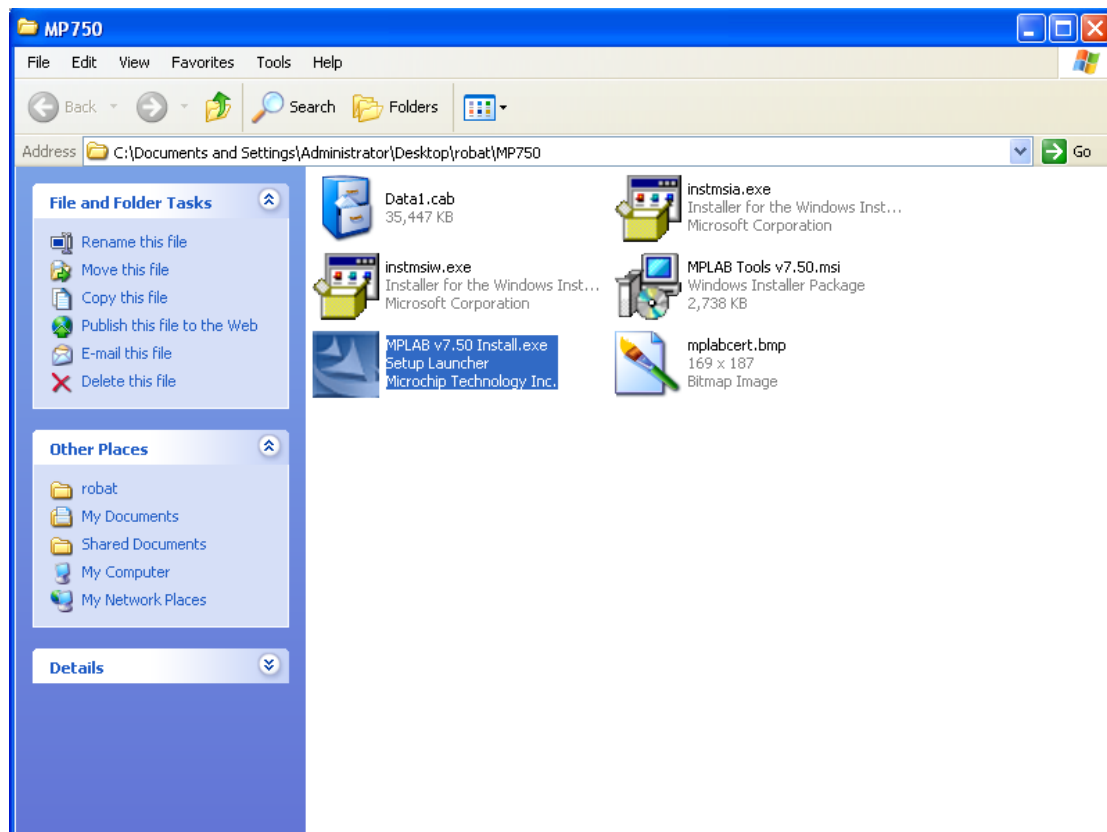 MP750
File Edit View Favorites Tools Help
Back Search Folders
Address C:\Documents and Settings\Administrator\Desktop\robat\MP750 Go
File and Folder Tasks
Rename this file
Move this file
Copy this file
Publish this file to the Web
E-mail this file
Delete this file
Other Places
robat
My Documents
Shared Documents
My Computer
My Network Places
Details
Data1.cab
35,447 KB
instmsia.exe
Installer for the Windows Inst...
Microsoft Corporation
instmsiw.exe
Installer for the Windows Inst...
Microsoft Corporation
MPLAB Tools v7.50.msi
Windows Installer Package
2,738 KB
MPLAB v7.50 Install.exe
Setup Launcher
Microchip Technology Inc.
mplabcert.bmp
169 x 187
Bitmap Image